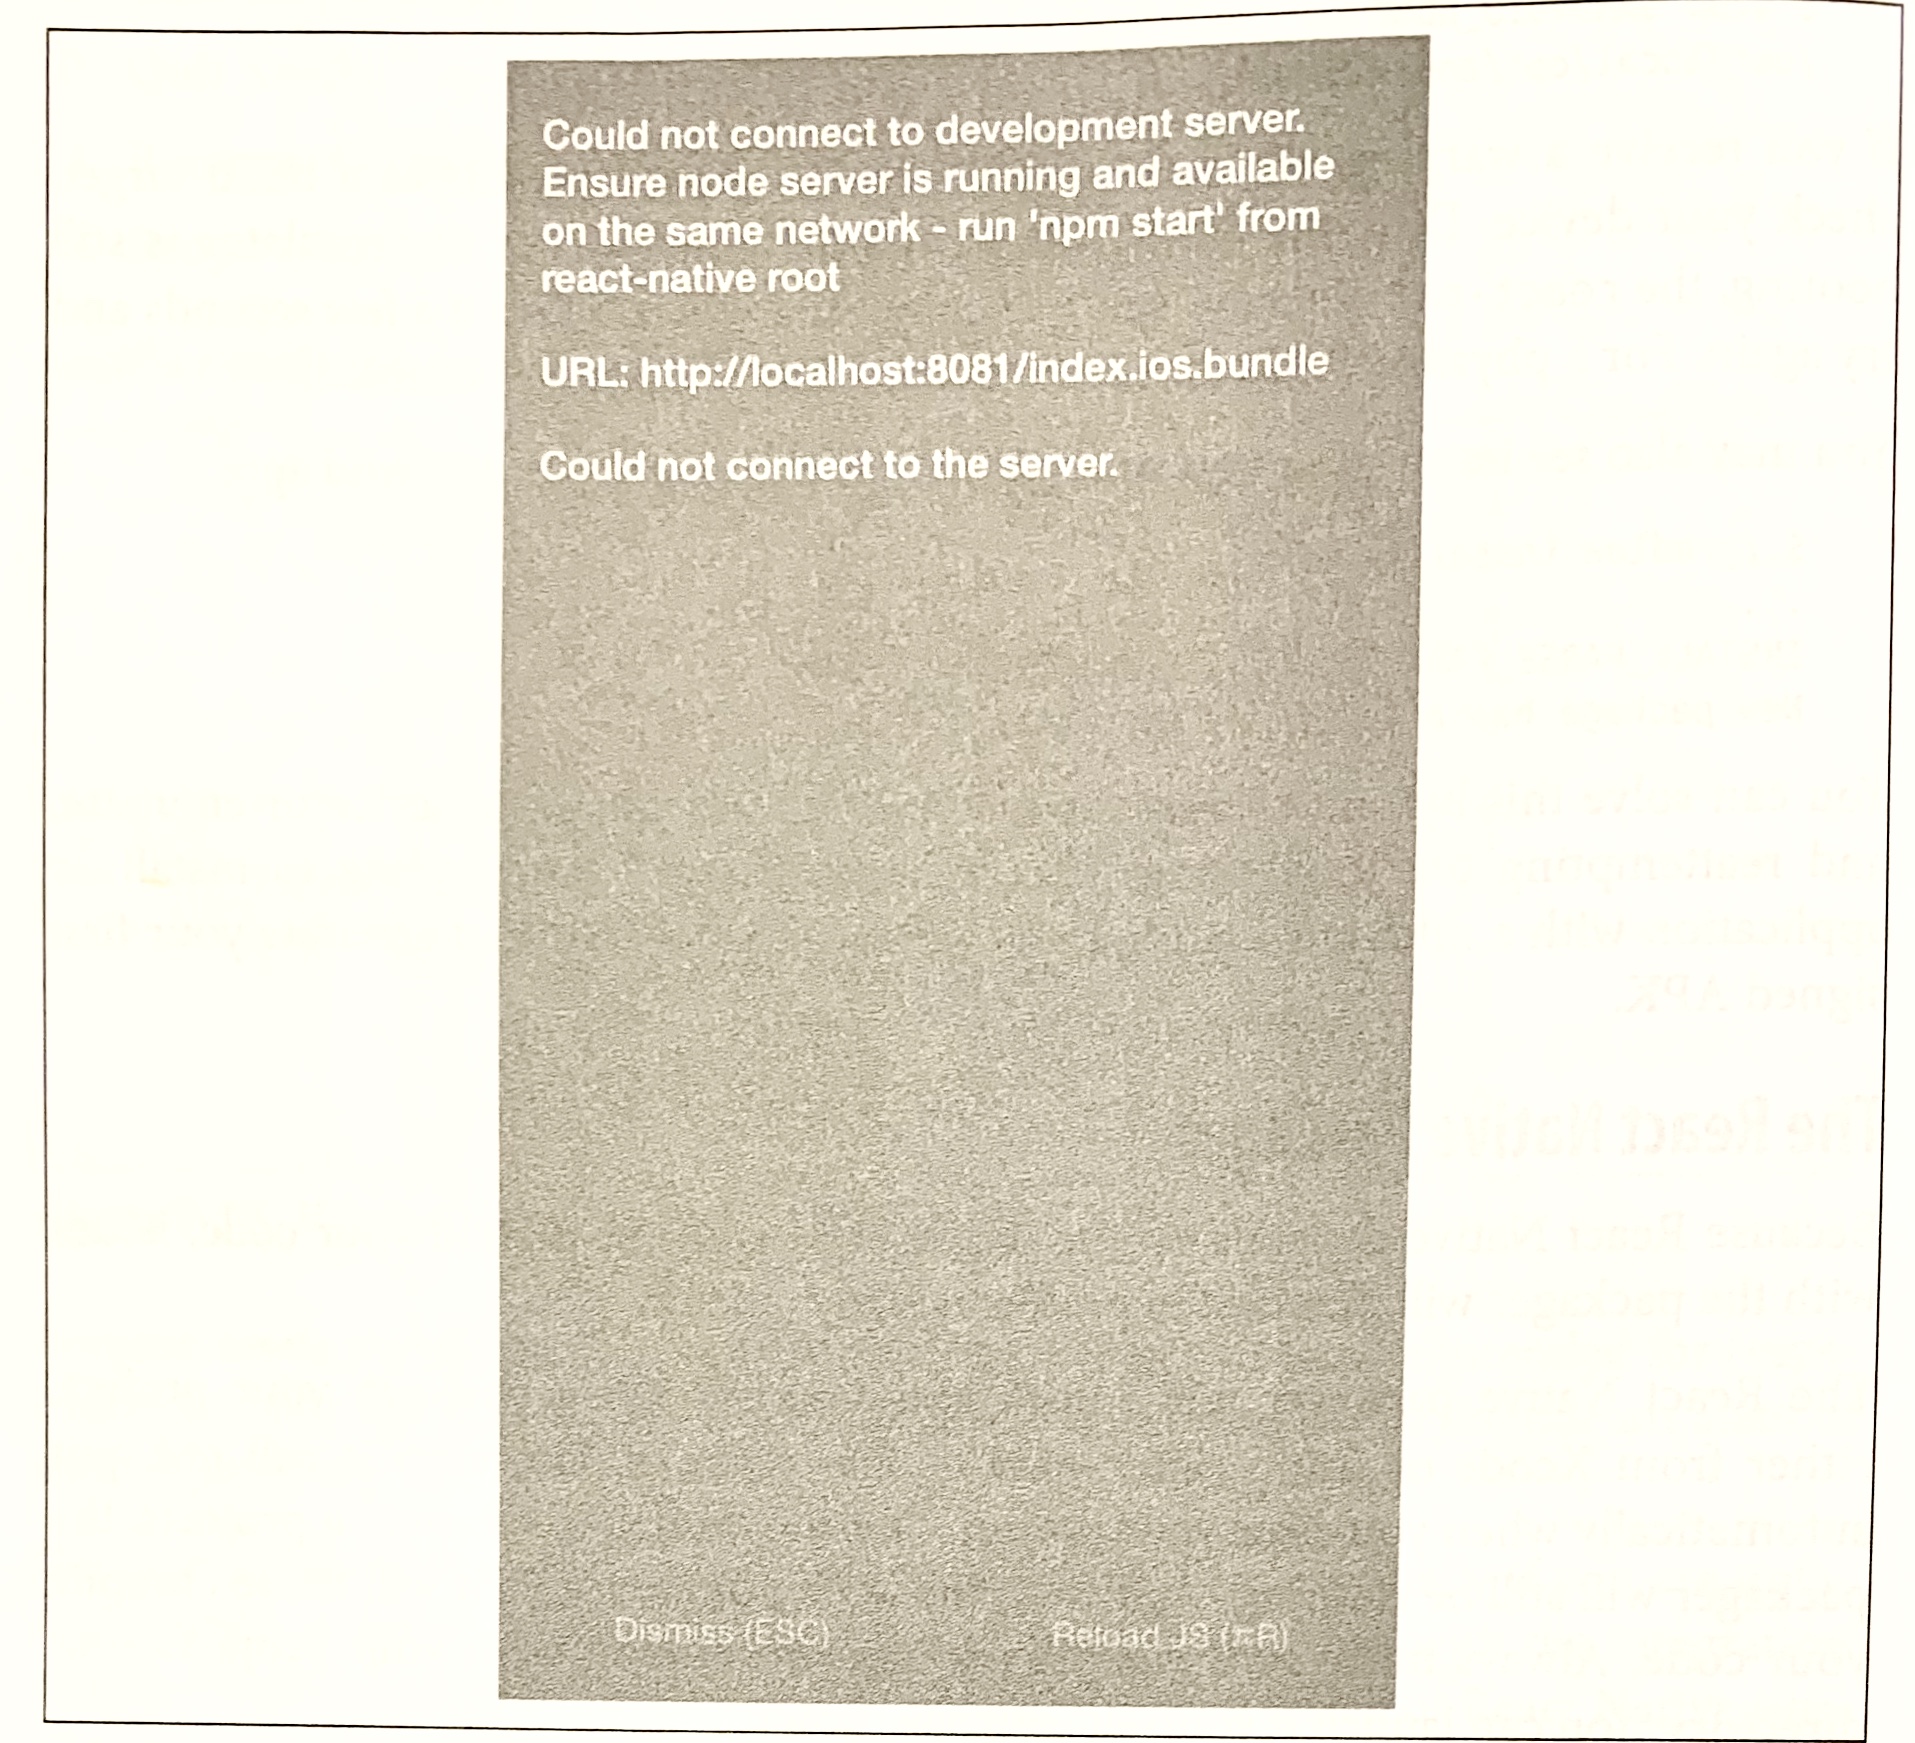 Could not connect to development server.
Ensure node server is running and available
on the same network - run 'npm start' from
react-native root
URL: http://localhost:8081/index.ios.bundle
Could not connect to the server.
Dismiss (ESC)
Reload JS (⌘R)